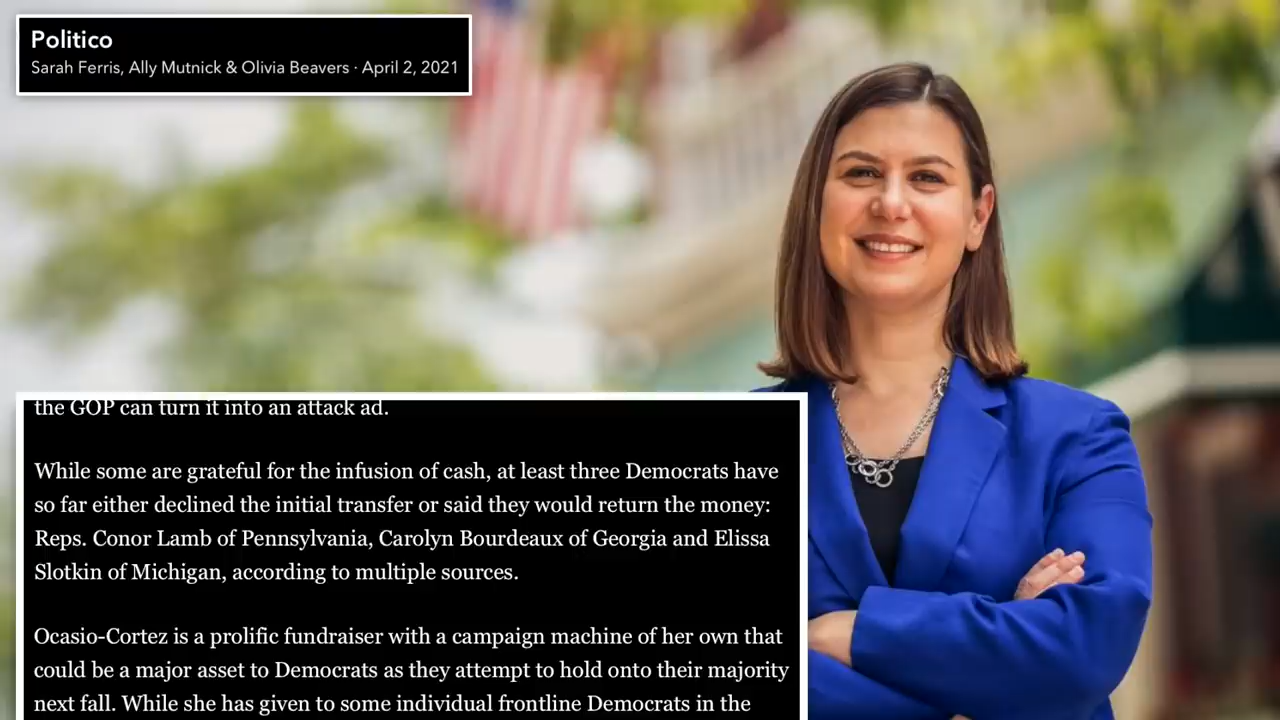 Politico
Sarah Ferris, Ally Mutnick & Olivia Beavers · April 2, 2021
the GOP can turn it into an attack ad.
While some are grateful for the infusion of cash, at least three Democrats have
so far either declined the initial transfer or said they would return the money:
Reps. Conor Lamb of Pennsylvania, Carolyn Bourdeaux of Georgia and Elissa
Slotkin of Michigan, according to multiple sources.
Ocasio-Cortez is a prolific fundraiser with a campaign machine of her own that
could be a major asset to Democrats as they attempt to hold onto their majority
next fall. While she has given to some individual frontline Democrats in the